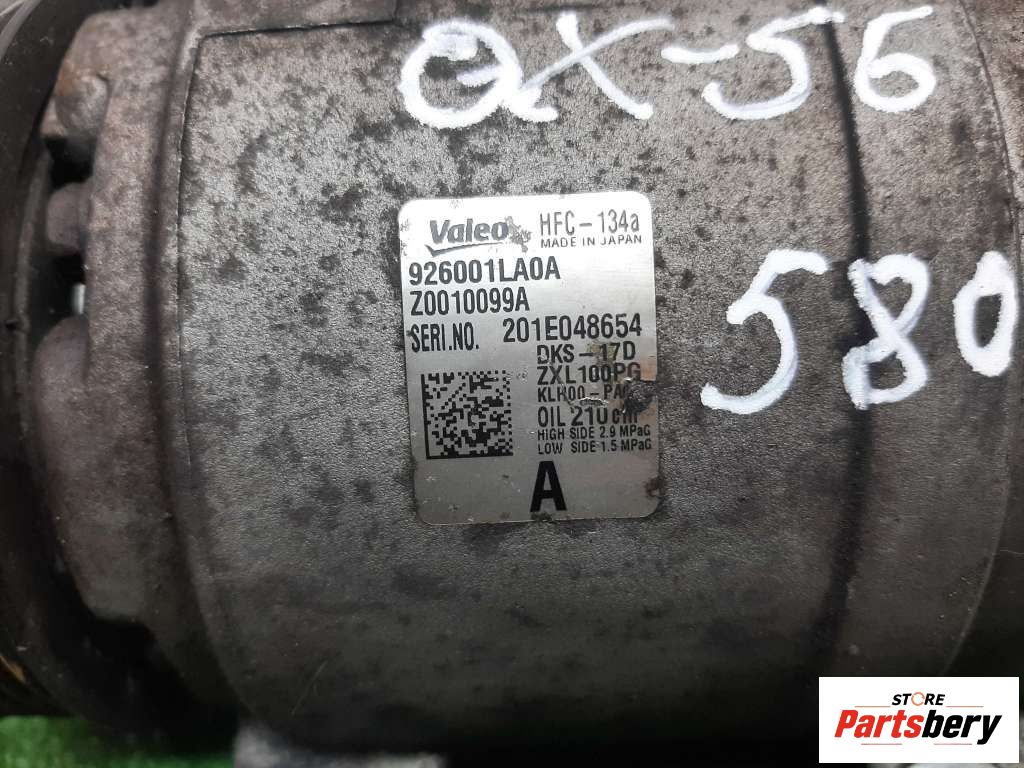 QX-56
580
Valeo HFC-134a
MADE IN JAPAN
926001LA0A
Z0010099A
SERI.NO. 201E048654
DKS-17D
ZXL100PG
OIL 210
HIGH SIDE 2.9 MPaG
LOW SIDE 1.5 MPaG
A
STORE
Partsbery